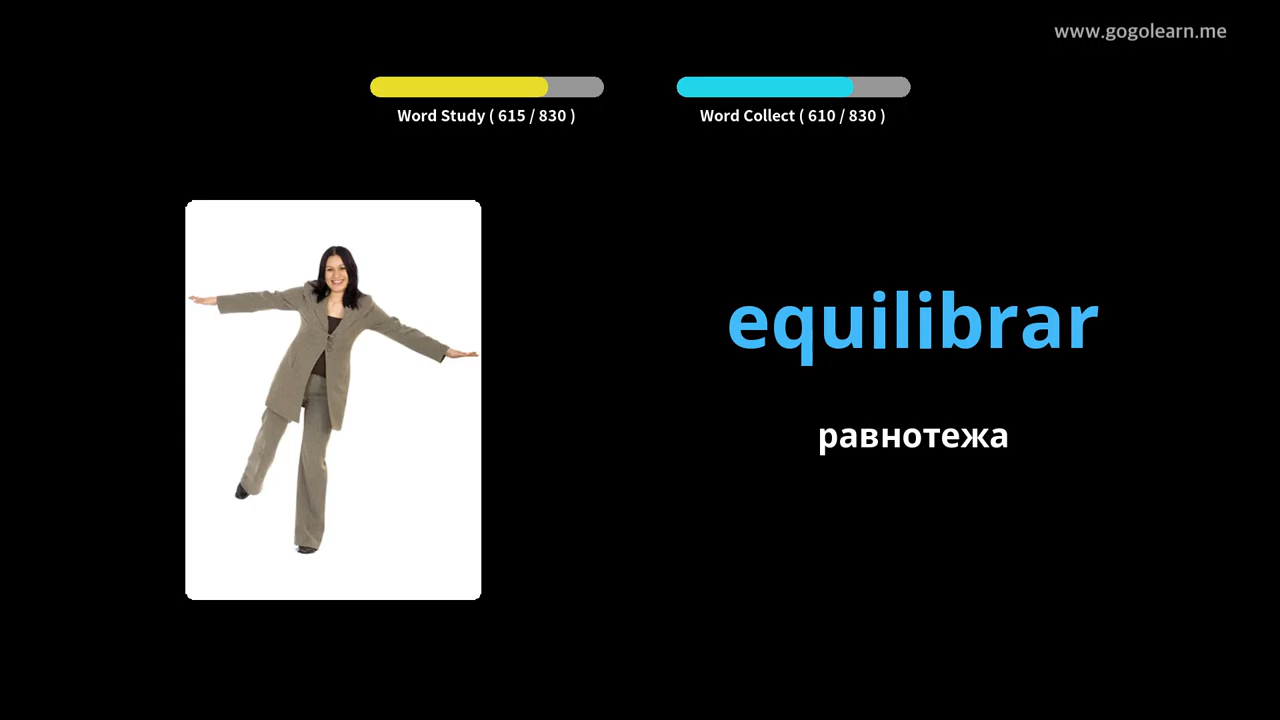 www.gogolearn.me
Word Study ( 615 / 830 )
Word Collect ( 610 / 830 )
equilibrar
равнотежа